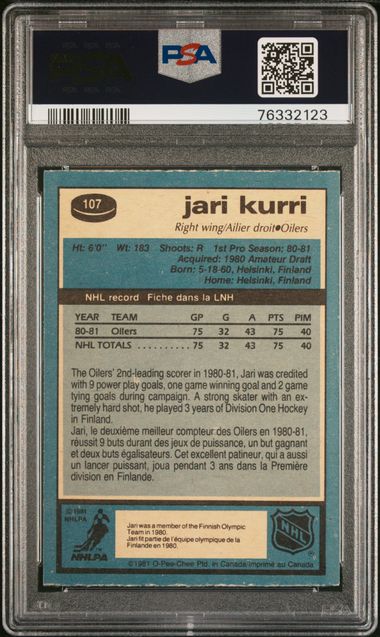 PSA
76332123
107
jari kurri
Right wing/Ailier droit●Oilers
Ht: 6'0" Wt: 183 Shoots: R 1st Pro Season: 80-81
Acquired: 1980 Amateur Draft
Born: 5-18-60, Helsinki, Finland
Home: Helsinki, Finland
NHL record Fiche dans la LNH
YEAR TEAM GP G A PTS PIM
80-81 Oilers 75 32 43 75 40
NHL TOTALS .......... 75 32 43 75 40
The Oilers' 2nd-leading scorer in 1980-81, Jari was credited
with 9 power play goals, one game winning goal and 2 game
tying goals during campaign. A strong skater with an ex-
tremely hard shot, he played 3 years of Division One Hockey
in Finland.
Jari, le deuxième meilleur compteur des Oilers en 1980-81,
réussit 9 buts durant des jeux de puissance, un but gagnant
et deux buts égalisateurs. Cet excellent patineur, qui a aussi
un lancer puissant, joua pendant 3 ans dans la Première
division en Finlande.
©1981
NHLPA
NHLPA
Jari was a member of the Finnish Olympic
Team in 1980.
Jari fit partie de l'équipe olympique de la
Finlande en 1980.
NHL
©1981 O-Pee-Chee Ptd. in Canada/Imprimé au Canada